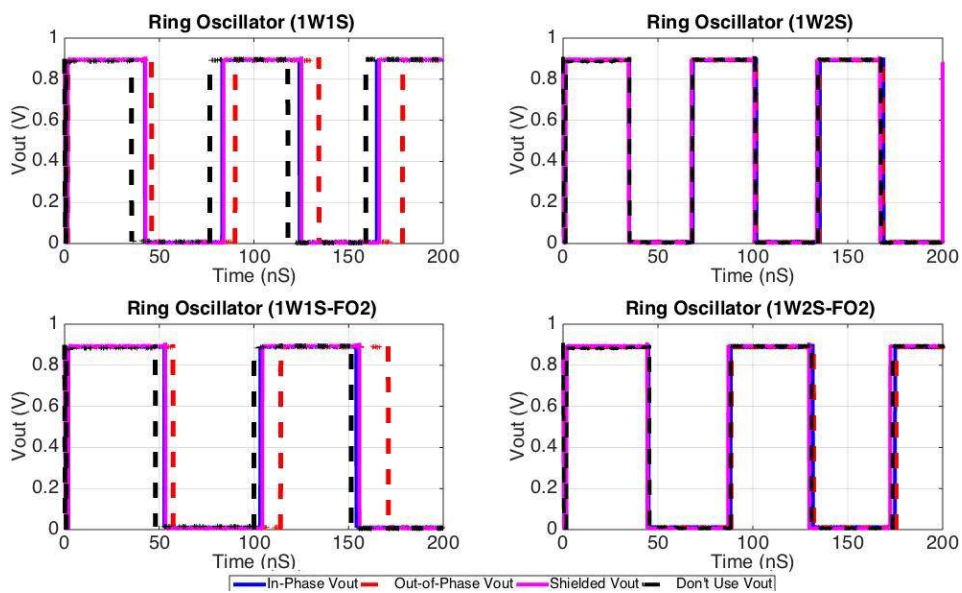 Ring Oscillator (1W1S)
1
0.8
0.6
0.4
0.2
0
Vout (V)
0 50 100 150 200
Time (nS)
Ring Oscillator (1W2S)
1
0.8
0.6
0.4
0.2
0
Vout (V)
0 50 100 150 200
Time (nS)
Ring Oscillator (1W1S-FO2)
1
0.8
0.6
0.4
0.2
0
Vout (V)
0 50 100 150 200
Time (nS)
Ring Oscillator (1W2S-FO2)
1
0.8
0.6
0.4
0.2
0
Vout (V)
0 50 100 150 200
Time (nS)
In-Phase Vout Out-of-Phase Vout Shielded Vout Don't Use Vout